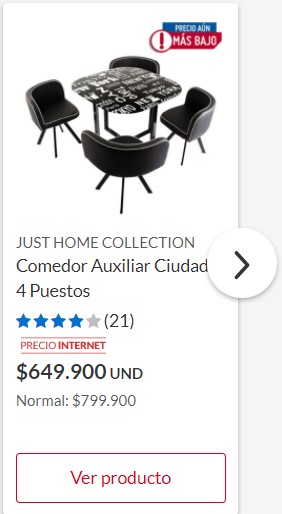 PRECIO AÚN
MÁS BAJO
JUST HOME COLLECTION
Comedor Auxiliar Ciudad
4 Puestos
(21)
PRECIO INTERNET
$649.900 UND
Normal: $799.900
Ver producto